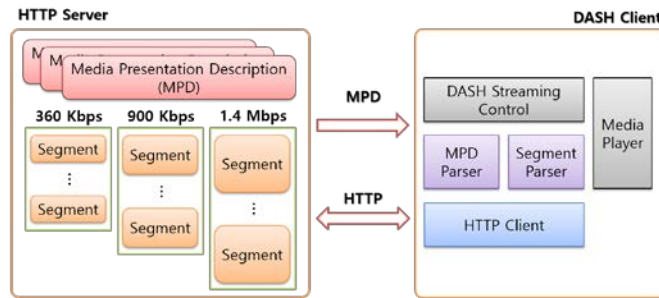 HTTP Server
Media Presentation Description
(MPD)
360 Kbps
900 Kbps
1.4 Mbps
Segment
⋮
Segment
Segment
⋮
Segment
Segment
⋮
Segment
MPD
HTTP
DASH Client
DASH Streaming
Control
MPD
Parser
Segment
Parser
HTTP Client
Media
Player